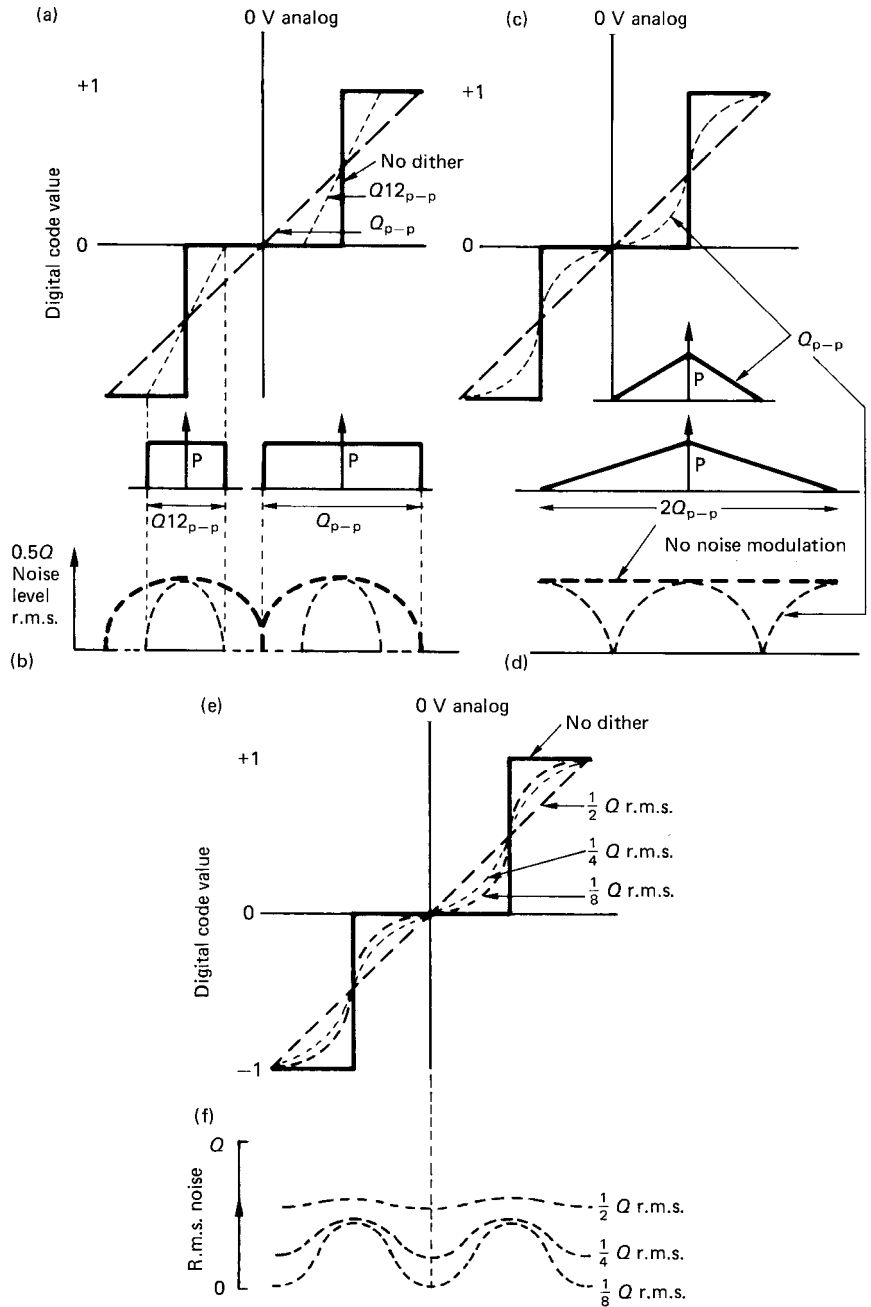 (a)
0 V analog
(c)
+1
+1
No dither
Q12p–p
Qp–p
0
0
Digital code value
Qp–p
P
P
P
P
Q12p–p
Qp–p
2Qp–p
0.5Q
Noise
level
r.m.s.
No noise modulation
(b)
(d)
(e)
0 V analog
No dither
+1
1/2 Q r.m.s.
1/4 Q r.m.s.
1/8 Q r.m.s.
0
Digital code value
−1
(f)
Q
R.m.s. noise
0
1/2 Q r.m.s.
1/4 Q r.m.s.
1/8 Q r.m.s.